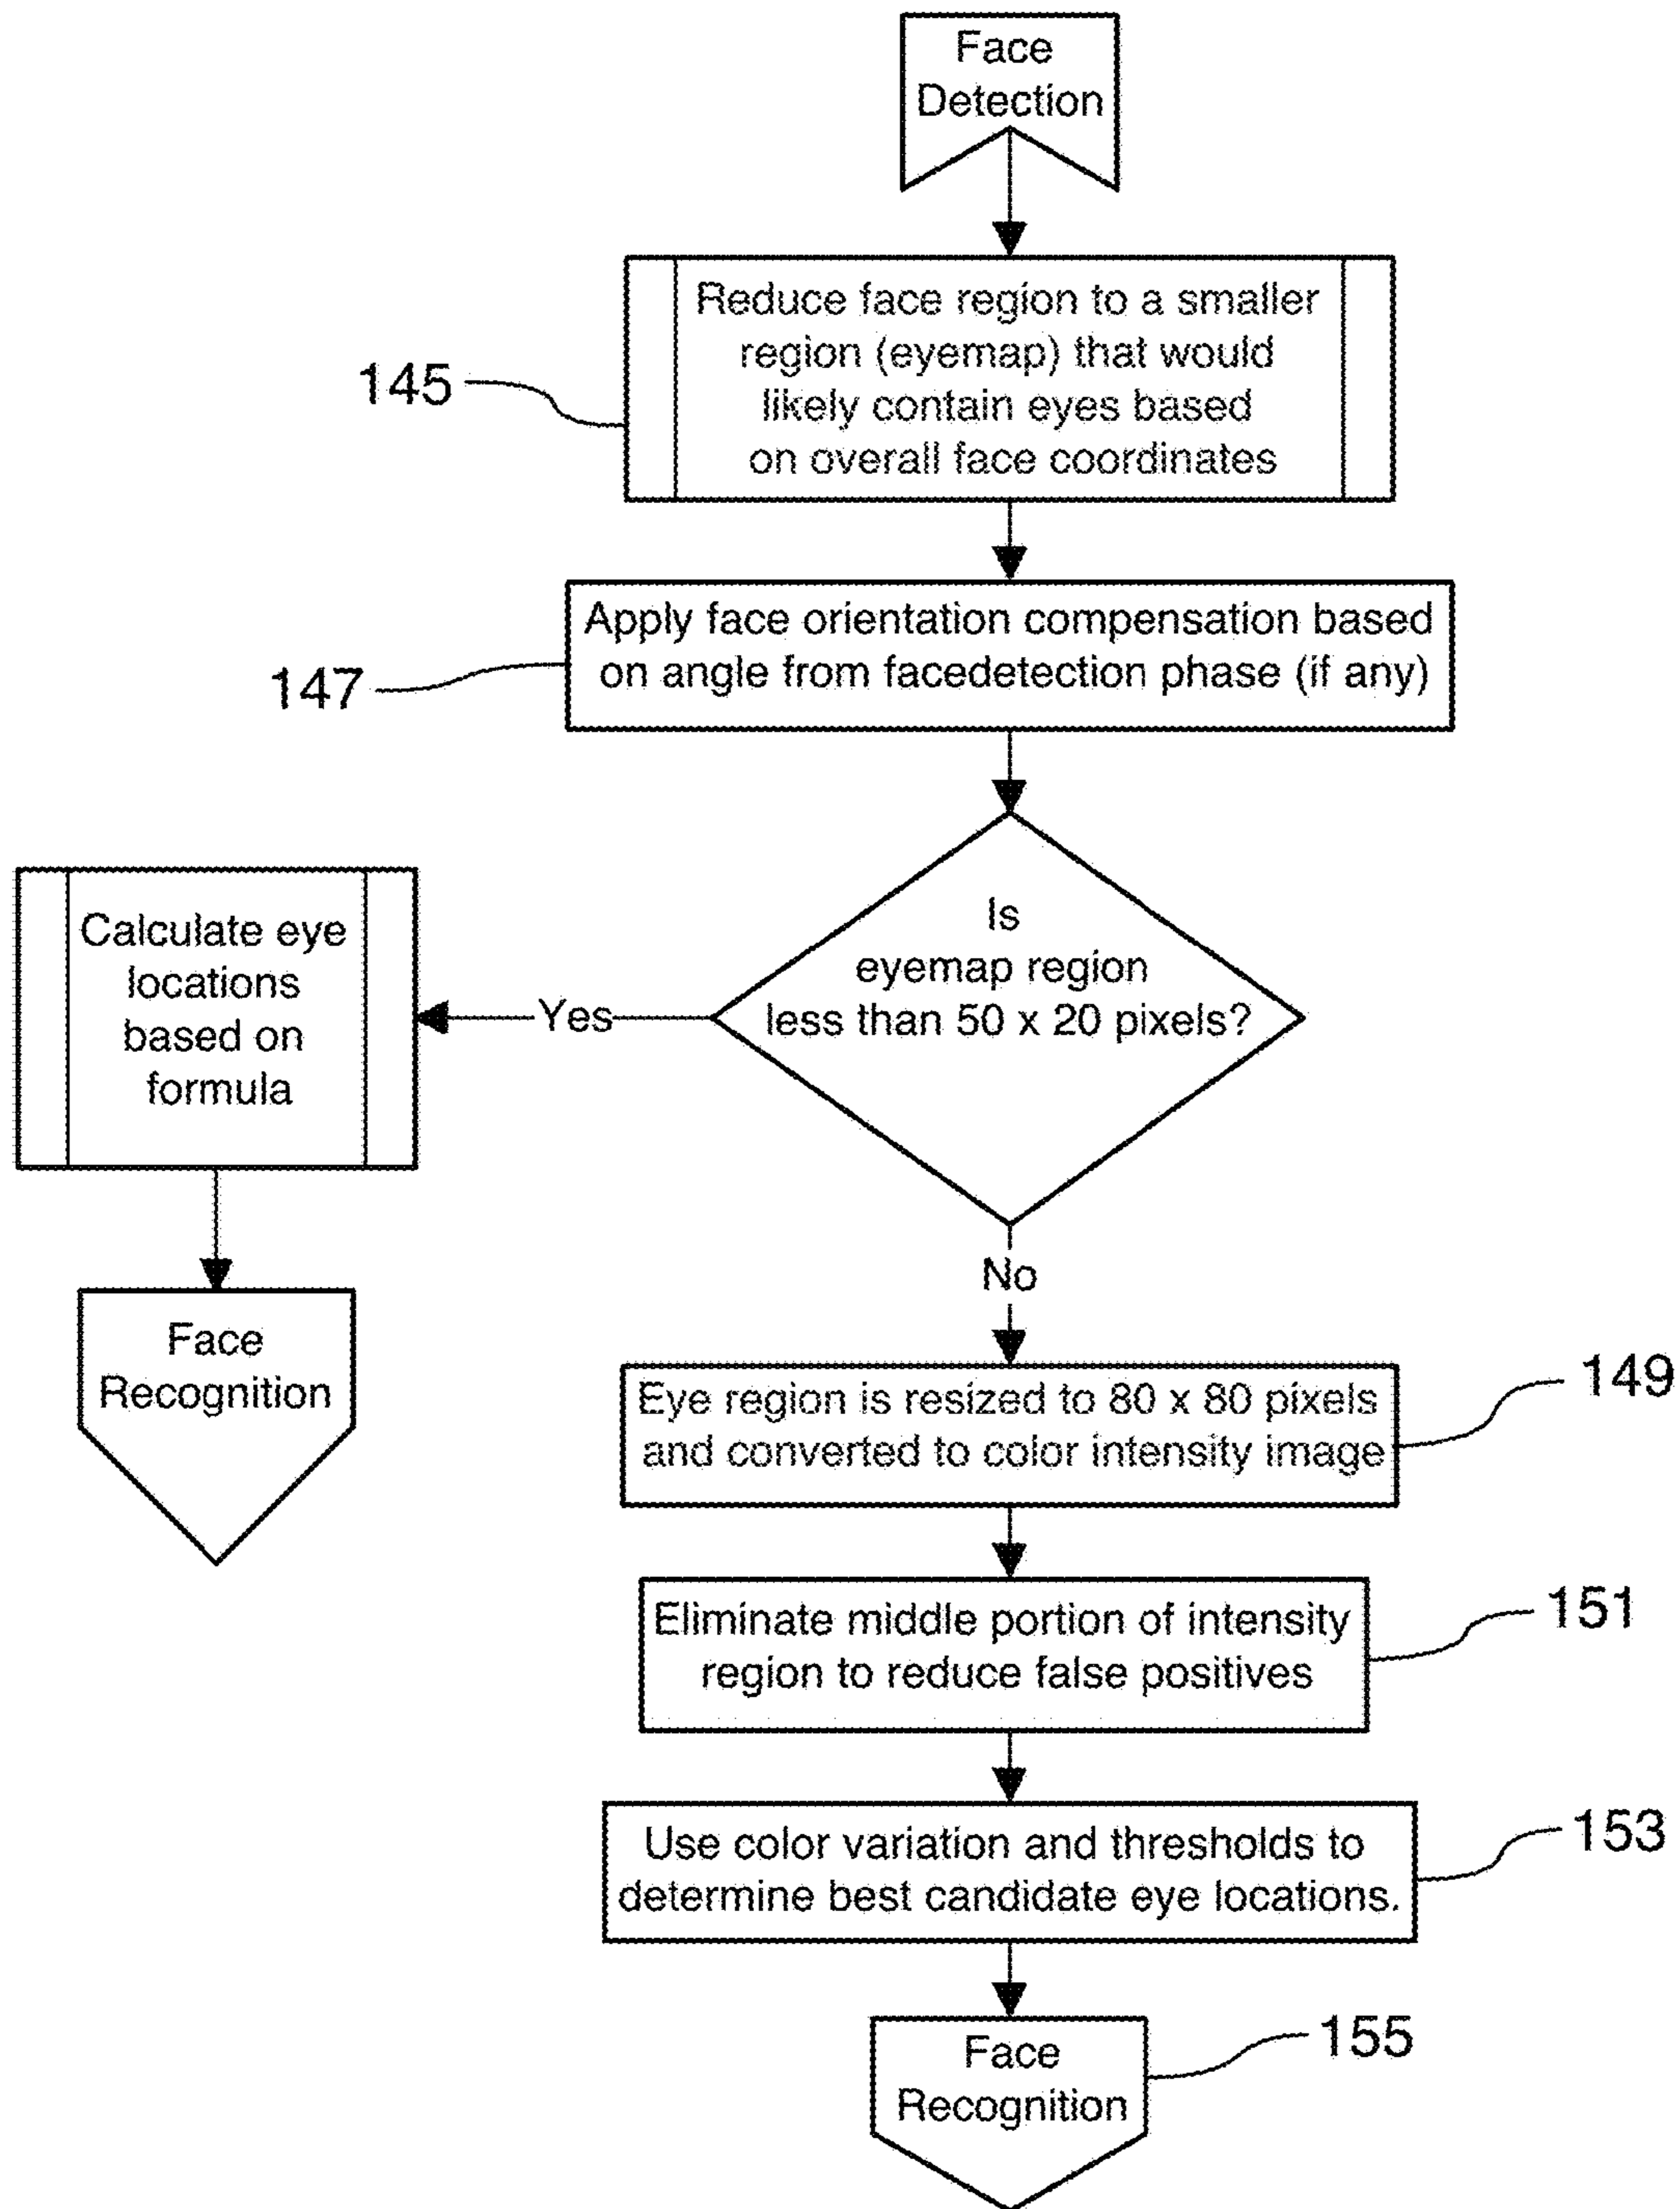 Face
Detection
145
Reduce face region to a smaller
region (eyemap) that would
likely contain eyes based
on overall face coordinates
147
Apply face orientation compensation based
on angle from facedetection phase (if any)
Is
eyemap region
less than 50 x 20 pixels?
Yes
Calculate eye
locations
based on
formula
Face
Recognition
No
Eye region is resized to 80 x 80 pixels
and converted to color intensity image
149
Eliminate middle portion of intensity
region to reduce false positives
151
Use color variation and thresholds to
determine best candidate eye locations.
153
Face
Recognition
155